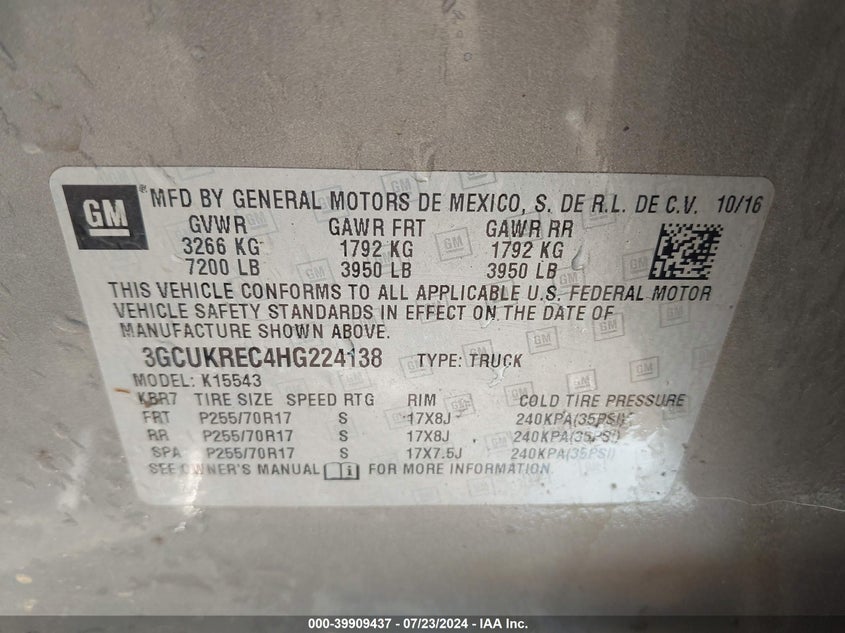 GM ® MFD BY GENERAL MOTORS DE MEXICO, S. DE R.L. DE C.V. 10/16
GVWR GAWR FRT GAWR RR
3266 KG 1792 KG 1792 KG
7200 LB 3950 LB 3950 LB
THIS VEHICLE CONFORMS TO ALL APPLICABLE U.S. FEDERAL MOTOR
VEHICLE SAFETY STANDARDS IN EFFECT ON THE DATE OF
MANUFACTURE SHOWN ABOVE.
3GCUKREC4HG224138 TYPE: TRUCK
MODEL: K15543
KBR7 TIRE SIZE SPEED RTG RIM COLD TIRE PRESSURE
FRT P255/70R17 S 17X8J 240KPA(35PSI)
RR P255/70R17 S 17X8J 240KPA(35PSI)
SPA P255/70R17 S 17X7.5J 240KPA(35PSI)
SEE OWNER'S MANUAL FOR MORE INFORMATION
000-39909437 - 07/23/2024 - IAA Inc.